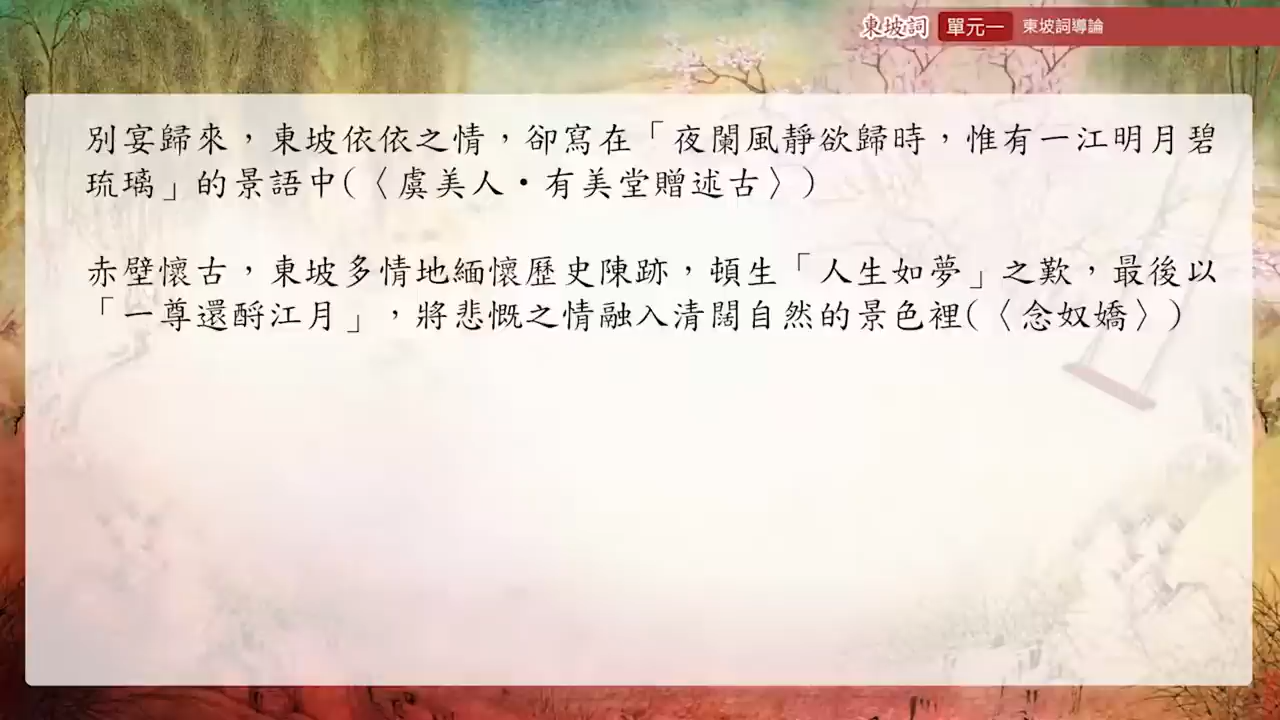 東坡詞 單元一 東坡詞導論
別宴歸來，東坡依依之情，卻寫在「夜闌風靜欲歸時，惟有一江明月碧
琉璃」的景語中(〈虞美人‧有美堂贈述古〉)
赤壁懷古，東坡多情地緬懷歷史陳跡，頓生「人生如夢」之歎，最後以
「一尊還酹江月」，將悲慨之情融入清闊自然的景色裡(〈念奴嬌〉)